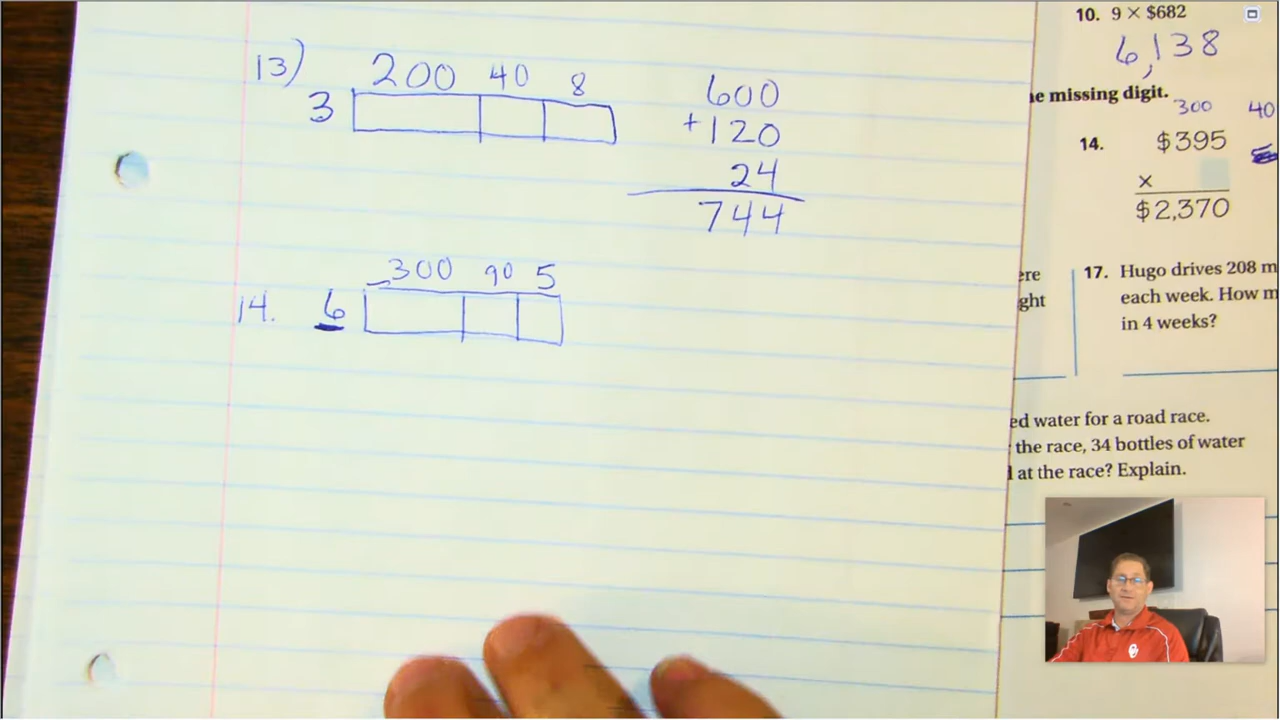 13)
200 40 8
3
600
+120
24
744
14.
300 90 5
6
10. 9 × $682
6,138
e missing digit.
300 40
14. $395
×
$2,370
ere
ght
17. Hugo drives 208 m
each week. How m
in 4 weeks?
ed water for a road race.
the race, 34 bottles of water
at the race? Explain.